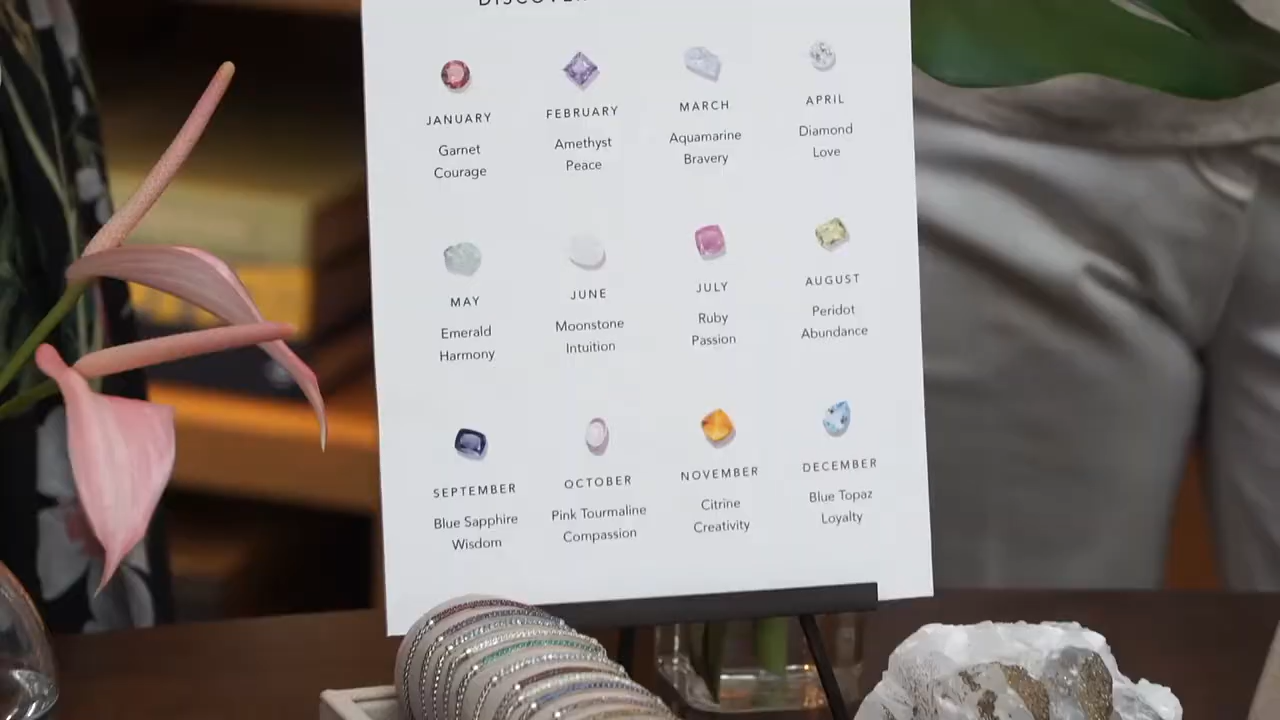 JANUARY
Garnet
Courage
FEBRUARY
Amethyst
Peace
MARCH
Aquamarine
Bravery
APRIL
Diamond
Love
MAY
Emerald
Harmony
JUNE
Moonstone
Intuition
JULY
Ruby
Passion
AUGUST
Peridot
Abundance
SEPTEMBER
Blue Sapphire
Wisdom
OCTOBER
Pink Tourmaline
Compassion
NOVEMBER
Citrine
Creativity
DECEMBER
Blue Topaz
Loyalty